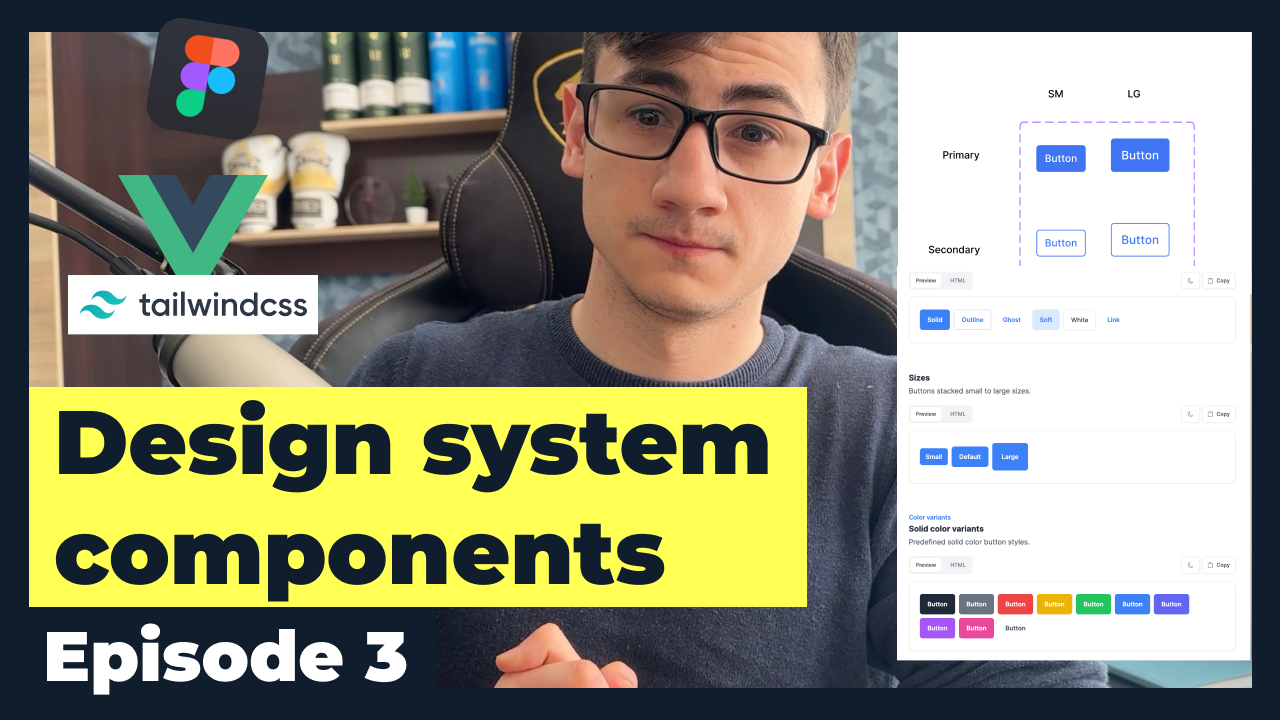 tailwindcss
Design system
components
Episode 3
SM LG
Primary Button Button
Secondary Button Button
Preview HTML Copy
Solid Outline Ghost Soft White Link
Sizes
Buttons stacked small to large sizes.
Preview HTML Copy
Small Default Large
Color variants
Solid color variants
Predefined solid color button styles.
Preview HTML Copy
Button Button Button Button Button Button Button
Button Button Button